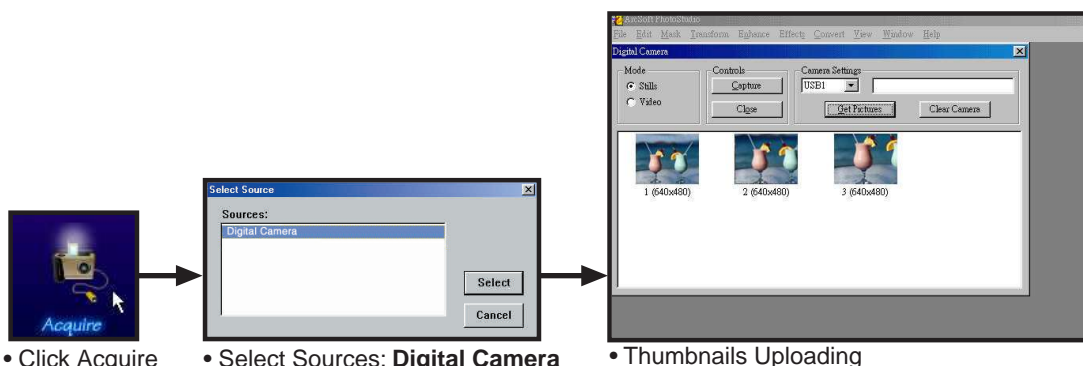 Acquire
• Click Acquire
Select Source
Sources:
Digital Camera
Select
Cancel
• Select Sources: Digital Camera
ArcSoft PhotoStudio
File Edit Mask Transform Enhance Effects Convert View Window Help
Digital Camera
Mode
Stills
Video
Controls
Capture
Close
Camera Settings
USB1
Get Pictures
Clear Camera
1 (640x480) 2 (640x480) 3 (640x480)
• Thumbnails Uploading